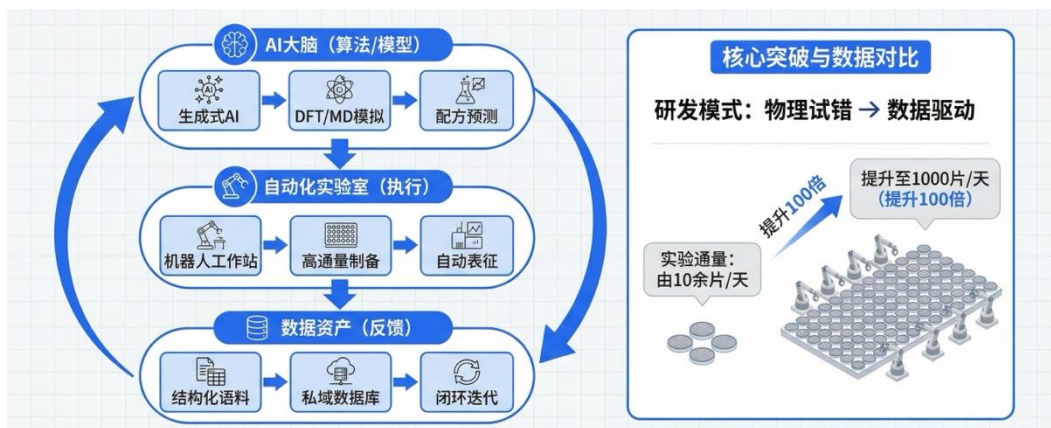 AI大脑（算法/模型）
AI
生成式AI
DFT/MD模拟
配方预测
自动化实验室（执行）
机器人工作站
高通量制备
自动表征
数据资产（反馈）
结构化语料
私域数据库
闭环迭代
核心突破与数据对比
研发模式：物理试错 → 数据驱动
提升100倍
提升至1000片/天
（提升100倍）
实验通量：
由10余片/天